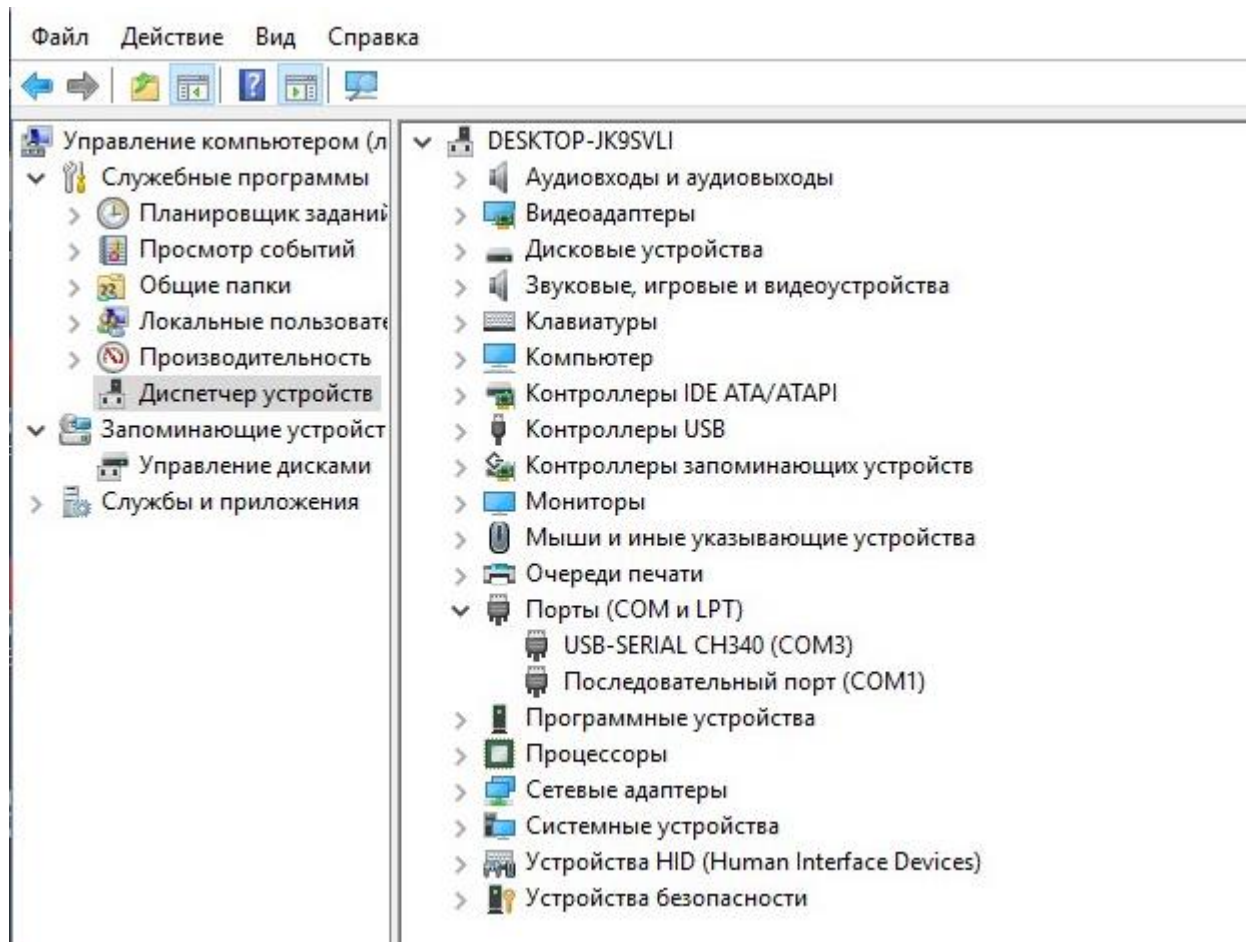 Файл Действие Вид Справка
Управление компьютером (л
Служебные программы
Планировщик заданий
Просмотр событий
Общие папки
Локальные пользовате
Производительность
Диспетчер устройств
Запоминающие устройст
Управление дисками
Службы и приложения
DESKTOP-JK9SVLI
Аудиовходы и аудиовыходы
Видеоадаптеры
Дисковые устройства
Звуковые, игровые и видеоустройства
Клавиатуры
Компьютер
Контроллеры IDE ATA/ATAPI
Контроллеры USB
Контроллеры запоминающих устройств
Мониторы
Мыши и иные указывающие устройства
Очереди печати
Порты (COM и LPT)
USB-SERIAL CH340 (COM3)
Последовательный порт (COM1)
Программные устройства
Процессоры
Сетевые адаптеры
Системные устройства
Устройства HID (Human Interface Devices)
Устройства безопасности